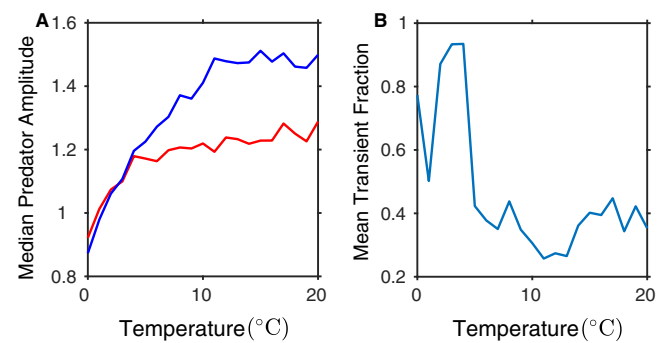 A
1.6
1.4
1.2
1
0.8
Median Predator Amplitude
0
10
20
Temperature(°C)
B
1
0.8
0.6
0.4
0.2
Mean Transient Fraction
0
10
20
Temperature(°C)